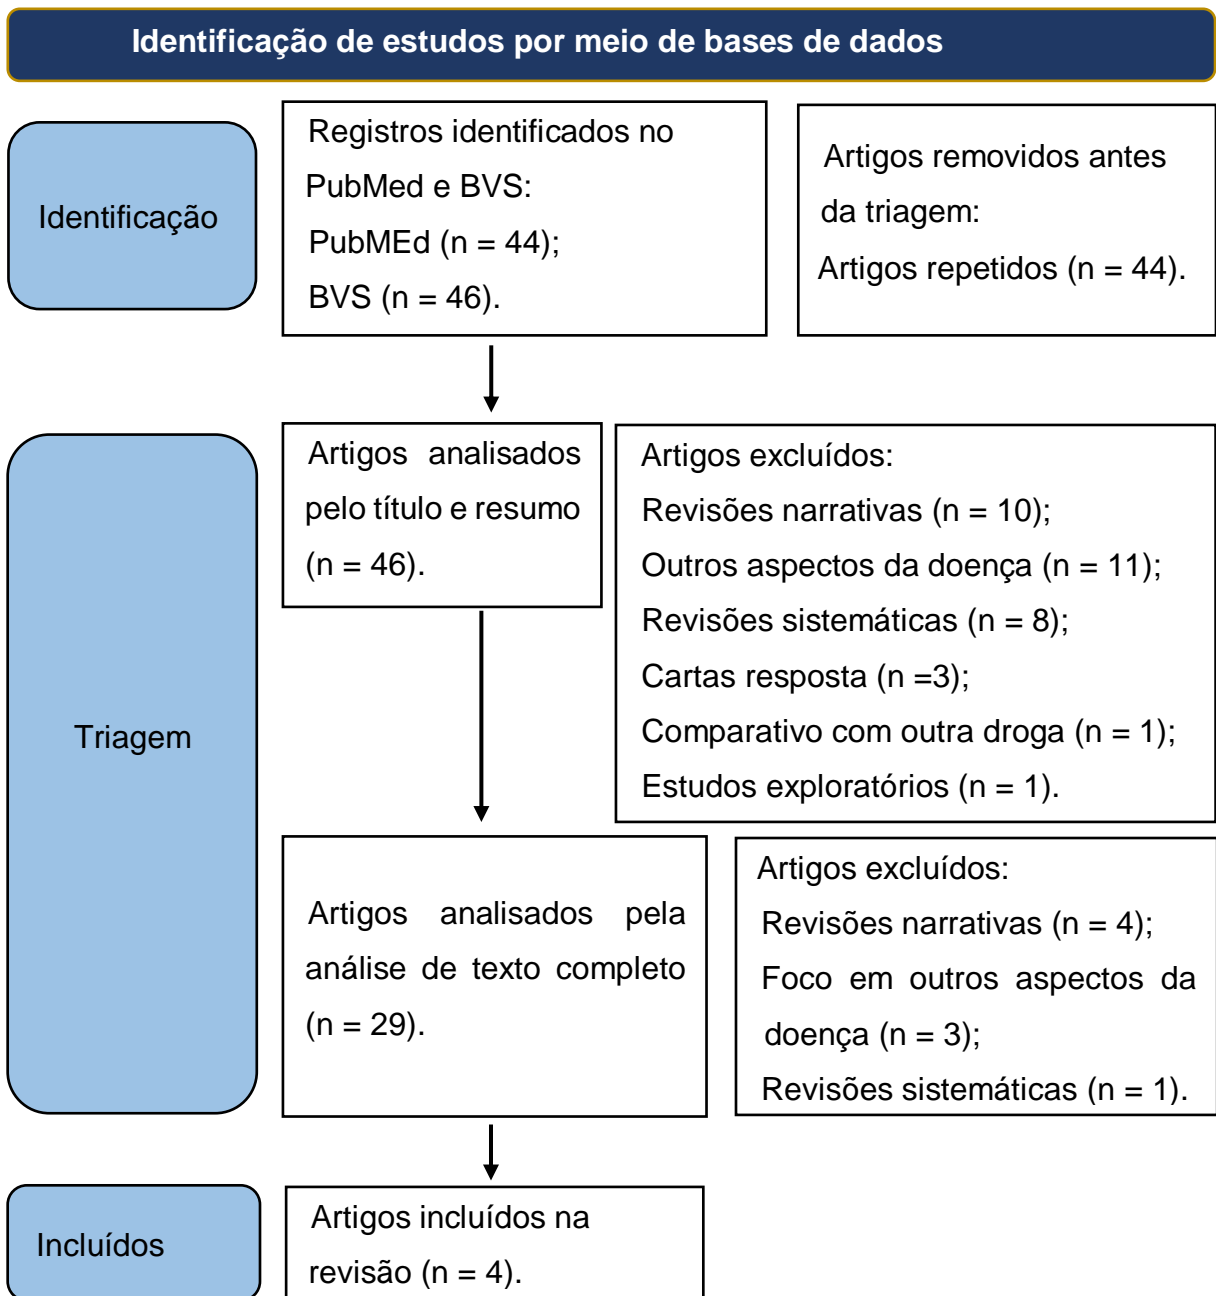 Identificação de estudos por meio de bases de dados
Identificação
Registros identificados no
PubMed e BVS:
PubMEd (n = 44);
BVS (n = 46).
Artigos removidos antes
da triagem:
Artigos repetidos (n = 44).
Triagem
Artigos analisados
pelo título e resumo
(n = 46).
Artigos excluídos:
Revisões narrativas (n = 10);
Outros aspectos da doença (n = 11);
Revisões sistemáticas (n = 8);
Cartas resposta (n =3);
Comparativo com outra droga (n = 1);
Estudos exploratórios (n = 1).
Artigos analisados pela
análise de texto completo
(n = 29).
Artigos excluídos:
Revisões narrativas (n = 4);
Foco em outros aspectos da
doença (n = 3);
Revisões sistemáticas (n = 1).
Incluídos
Artigos incluídos na
revisão (n = 4).